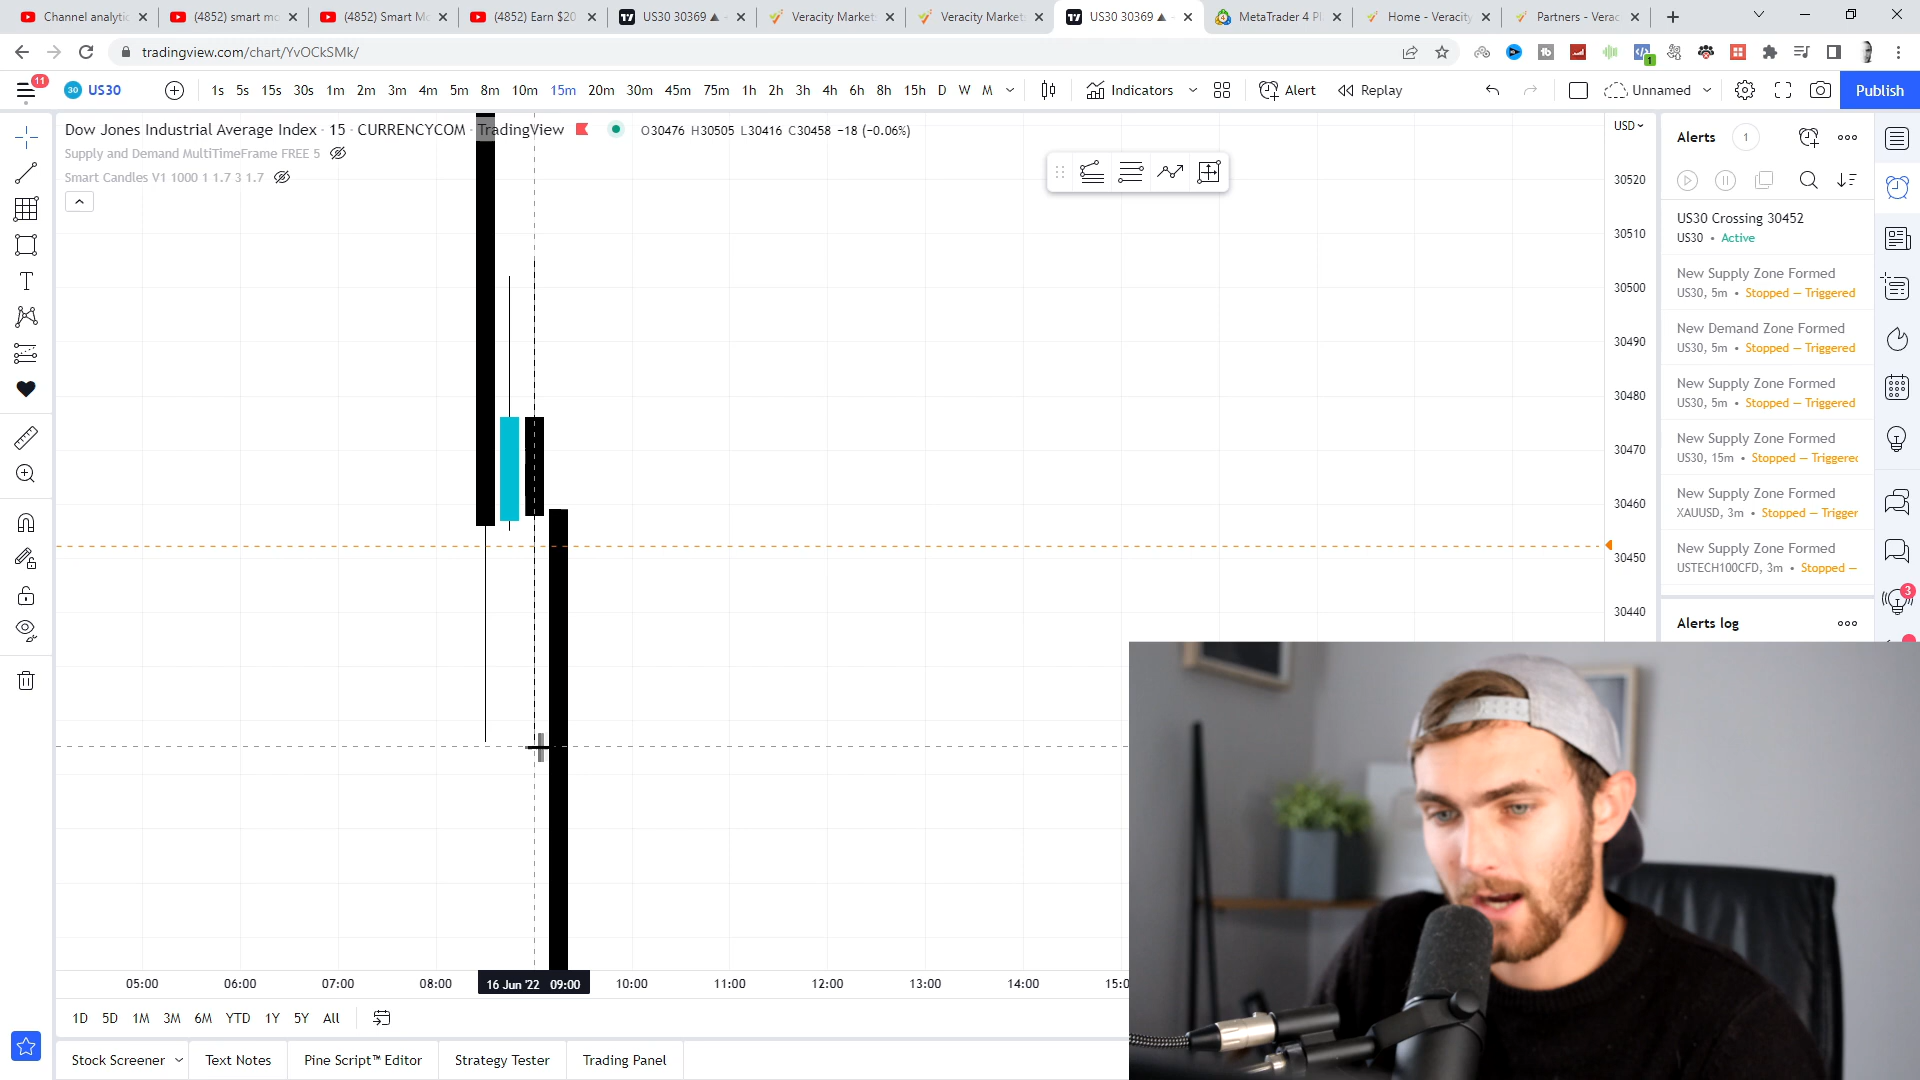 Channel analytic
(4852) smart mo
(4852) Smart Mo
(4852) Earn $20
US30 30369 ▲
Veracity Market
Veracity Market
US30 30369 ▲
MetaTrader 4 Pl
Home - Veracity
Partners - Verac
tradingview.com/chart/YvOCkSMk/
11
30
US30
1s 5s 15s 30s 1m 2m 3m 4m 5m 8m 10m 15m 20m 30m 45m 75m 1h 2h 3h 4h 6h 8h 15h D W M
Indicators
Alert
Replay
Unnamed
Publish
Dow Jones Industrial Average Index · 15 · CURRENCYCOM · TradingView
O30476 H30505 L30416 C30458 −18 (−0.06%)
Supply and Demand MultiTimeFrame FREE 5
Smart Candles V1 1000 1 1.7 3 1.7
USD
30520
30510
30500
30490
30480
30470
30460
30450
30440
Alerts
1
US30 Crossing 30452
US30 • Active
New Supply Zone Formed
US30, 5m • Stopped — Triggered
New Demand Zone Formed
US30, 5m • Stopped — Triggered
New Supply Zone Formed
US30, 5m • Stopped — Triggered
New Supply Zone Formed
US30, 15m • Stopped — Triggered
New Supply Zone Formed
XAUUSD, 3m • Stopped — Trigger
New Supply Zone Formed
USTECH100CFD, 3m • Stopped —
Alerts log
3
05:00 06:00 07:00 08:00 16 Jun '22 09:00 10:00 11:00 12:00 13:00 14:00 15:0
1D 5D 1M 3M 6M YTD 1Y 5Y All
Stock Screener
Text Notes
Pine Script™ Editor
Strategy Tester
Trading Panel